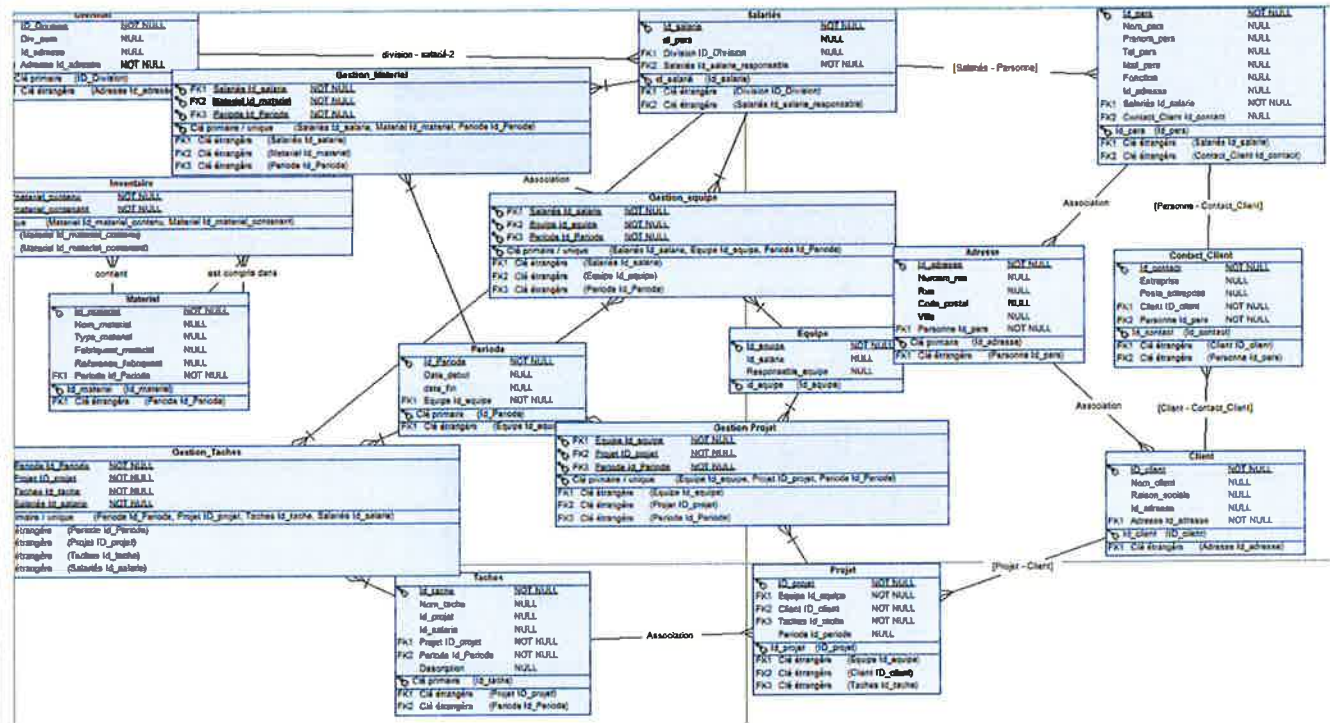 Division
ID_Division NOT NULL
Div_nom NULL
Id_adresse NULL
Adresse Id_adresse NOT NULL
Clé primaire (ID_Division)
Clé étrangère (Adresse Id_adresse
division - salarié-2
Gestion_Materiel
FK1 Salariés Id_salarie NOT NULL
FK2 Materiel Id_materiel NOT NULL
FK3 Periode Id_Periode NOT NULL
Clé primaire / unique (Salariés Id_salarie, Materiel Id_materiel, Periode Id_Periode)
FK1 Clé étrangère (Salariés Id_salarie)
FK2 Clé étrangère (Materiel Id_materiel)
FK3 Clé étrangère (Periode Id_Periode)
Salariés
Id_salarie NOT NULL
id_pers NULL
FK1 Division ID_Division NULL
FK2 Salariés Id_salarie_responsable NOT NULL
id_salarié (Id_salarie)
FK1 Clé étrangère (Division ID_Division)
FK2 Clé étrangère (Salariés Id_salarie_responsable)
[Salariés - Personne]
Id_pers NOT NULL
Nom_pers NULL
Prenom_pers NULL
Tel_pers NULL
Mail_pers NULL
Fonction NULL
Id_adresse NULL
FK1 Salariés Id_salarie NOT NULL
FK2 Contact_Client Id_contact NULL
Id_pers (Id_pers)
FK1 Clé étrangère (Salariés Id_salarie)
FK2 Clé étrangère (Contact_Client Id_contact)
Inventaire
materiel_contenu NOT NULL
materiel_contenant NOT NULL
que (Materiel Id_materiel_contenu, Materiel Id_materiel_contenant)
(Materiel Id_materiel_contenu)
(Materiel Id_materiel_contenant)
contient
est compris dans
Materiel
Id_materiel NOT NULL
Nom_materiel NULL
Type_materiel NULL
Fabriquant_materiel NULL
Reference_fabriquant NULL
FK1 Periode Id_Periode NOT NULL
Id_materiel (Id_materiel)
FK1 Clé étrangère (Periode Id_Periode)
Association
Gestion_equipe
FK1 Salariés Id_salarie NOT NULL
FK2 Equipe Id_equipe NOT NULL
FK3 Periode Id_Periode NOT NULL
Clé primaire / unique (Salariés Id_salarie, Equipe Id_equipe, Periode Id_Periode)
FK1 Clé étrangère (Salariés Id_salarie)
FK2 Clé étrangère (Equipe Id_equipe)
FK3 Clé étrangère (Periode Id_Periode)
Association
[Personne - Contact_Client]
Adresse
Id_adresse NOT NULL
Numero_rue NULL
Rue NULL
Code_postal NULL
Ville NULL
FK1 Personne Id_pers NOT NULL
Clé primaire (Id_adresse)
FK1 Clé étrangère (Personne Id_pers)
Contact_Client
Id_contact NOT NULL
Entreprise NULL
Poste_entreprise NULL
FK1 Client ID_client NOT NULL
FK2 Personne Id_pers NOT NULL
Id_contact (Id_contact)
FK1 Clé étrangère (Client ID_client)
FK2 Clé étrangère (Personne Id_pers)
Periode
Id_Periode NOT NULL
Date_debut NULL
date_fin NULL
FK1 Equipe Id_equipe NOT NULL
Clé primaire (Id_Periode)
FK1 Clé étrangère (Equipe Id_equip
Equipe
Id_equipe NOT NULL
Id_salarie NULL
Responsable_equipe NULL
id_equipe (Id_equipe)
Association
[Client - Contact_Client]
Gestion Projet
FK1 Equipe Id_equipe NOT NULL
FK2 Projet ID_projet NOT NULL
FK3 Periode Id_Periode NOT NULL
Clé primaire / unique (Equipe Id_equipe, Projet ID_projet, Periode Id_Periode)
FK1 Clé étrangère (Equipe Id_equipe)
FK2 Clé étrangère (Projet ID_projet)
FK3 Clé étrangère (Periode Id_Periode)
Gestion_Taches
Periode Id_Periode NOT NULL
Projet ID_projet NOT NULL
Taches Id_tache NOT NULL
Salariés Id_salarie NOT NULL
rimaire / unique (Periode Id_Periode, Projet ID_projet, Taches Id_tache, Salariés Id_salarie)
étrangère (Periode Id_Periode)
étrangère (Projet ID_projet)
étrangère (Taches Id_tache)
étrangère (Salariés Id_salarie)
Client
ID_client NOT NULL
Nom_client NULL
Raison_sociale NULL
Id_adresse NULL
FK1 Adresse Id_adresse NOT NULL
Id_client (ID_client)
FK1 Clé étrangère (Adresse Id_adresse)
[Projet - Client]
Taches
Id_tache NOT NULL
Nom_tache NULL
Id_projet NULL
Id_salarie NULL
FK1 Projet ID_projet NOT NULL
FK2 Periode Id_Periode NOT NULL
Description NULL
Clé primaire (Id_tache)
FK1 Clé étrangère (Projet ID_projet)
FK2 Clé étrangère (Periode Id_Periode)
Association
Projet
ID_projet NOT NULL
FK1 Equipe Id_equipe NOT NULL
FK2 Client ID_client NOT NULL
FK3 Taches Id_tache NOT NULL
Periode Id_periode NULL
Id_projet (ID_projet)
FK1 Clé étrangère (Equipe Id_equipe)
FK2 Clé étrangère (Client ID_client)
FK3 Clé étrangère (Taches Id_tache)